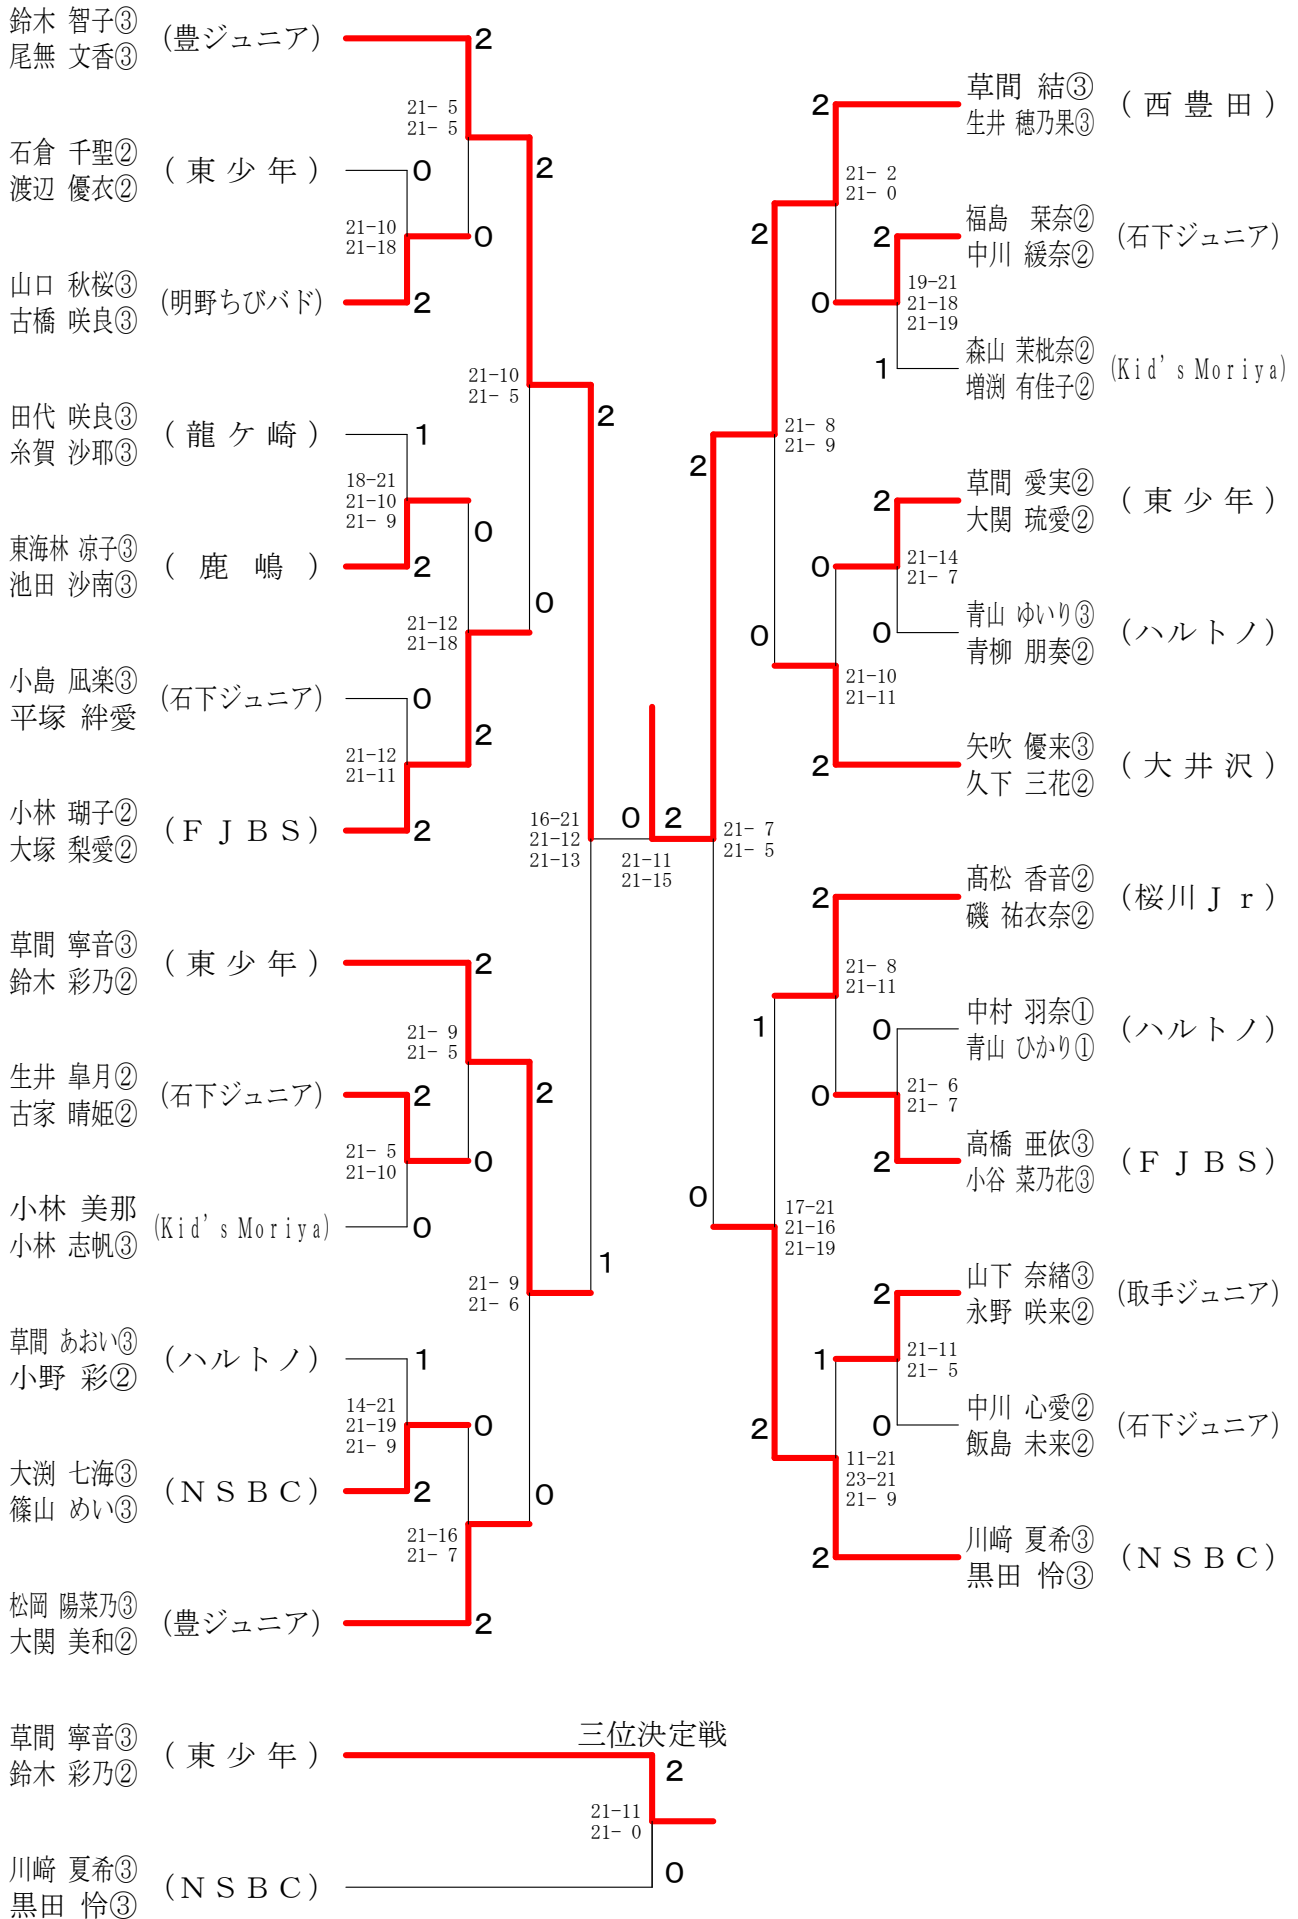 鈴木 智子③
尾無 文香③
(豊ジュニア)
2
21- 5
21- 5
石倉 千聖②
渡辺 優衣②
(東少年)
0
2
21-10
21-18
0
山口 秋桜③
古橋 咲良③
(明野ちびバド)
2
21-10
21- 5
2
田代 咲良③
糸賀 沙耶③
(龍ケ崎)
1
18-21
21-10
21- 9
0
東海林 凉子③
池田 沙南③
(鹿嶋)
2
0
21-12
21-18
小島 凪楽③
平塚 絆愛
(石下ジュニア)
0
2
21-12
21-11
小林 瑚子②
大塚 梨愛②
(FJBS)
2
16-21
21-12
21-13
0
2
21-11
21-15
草間 寧音③
鈴木 彩乃②
(東少年)
2
21- 9
21- 5
生井 皐月②
古家 晴姫②
(石下ジュニア)
2
2
21- 5
21-10
0
小林 美那
小林 志帆③
(Kid's Moriya)
0
1
21- 9
21- 6
草間 あおい③
小野 彩②
(ハルトノ)
1
14-21
21-19
21- 9
0
大渕 七海③
篠山 めい③
(NSBC)
2
0
21-16
21- 7
松岡 陽菜乃③
大関 美和②
(豊ジュニア)
2
2
草間 結③
生井 穂乃果③
(西豊田)
21- 2
21- 0
2
2
福島 栞奈②
中川 緩奈②
(石下ジュニア)
0
19-21
21-18
21-19
1
森山 茉枇奈②
増渕 有佳子②
(Kid's Moriya)
2
21- 8
21- 9
2
草間 愛実②
大関 琉愛②
(東少年)
0
21-14
21- 7
0
0
青山 ゆいり③
青柳 朋奏②
(ハルトノ)
21-10
21-11
2
矢吹 優来③
久下 三花②
(大井沢)
21- 7
21- 5
2
髙松 香音②
磯 祐衣奈②
(桜川Jr)
21- 8
21-11
1
0
中村 羽奈①
青山 ひかり①
(ハルトノ)
0
21- 6
21- 7
2
高橋 亜依③
小谷 菜乃花③
(FJBS)
0
17-21
21-16
21-19
2
山下 奈緒③
永野 咲来②
(取手ジュニア)
1
21-11
21- 5
2
0
中川 心愛②
飯島 未来②
(石下ジュニア)
11-21
23-21
21- 9
2
川﨑 夏希③
黒田 怜③
(NSBC)
三位決定戦
草間 寧音③
鈴木 彩乃②
(東少年)
2
21-11
21- 0
川﨑 夏希③
黒田 怜③
(NSBC)
0